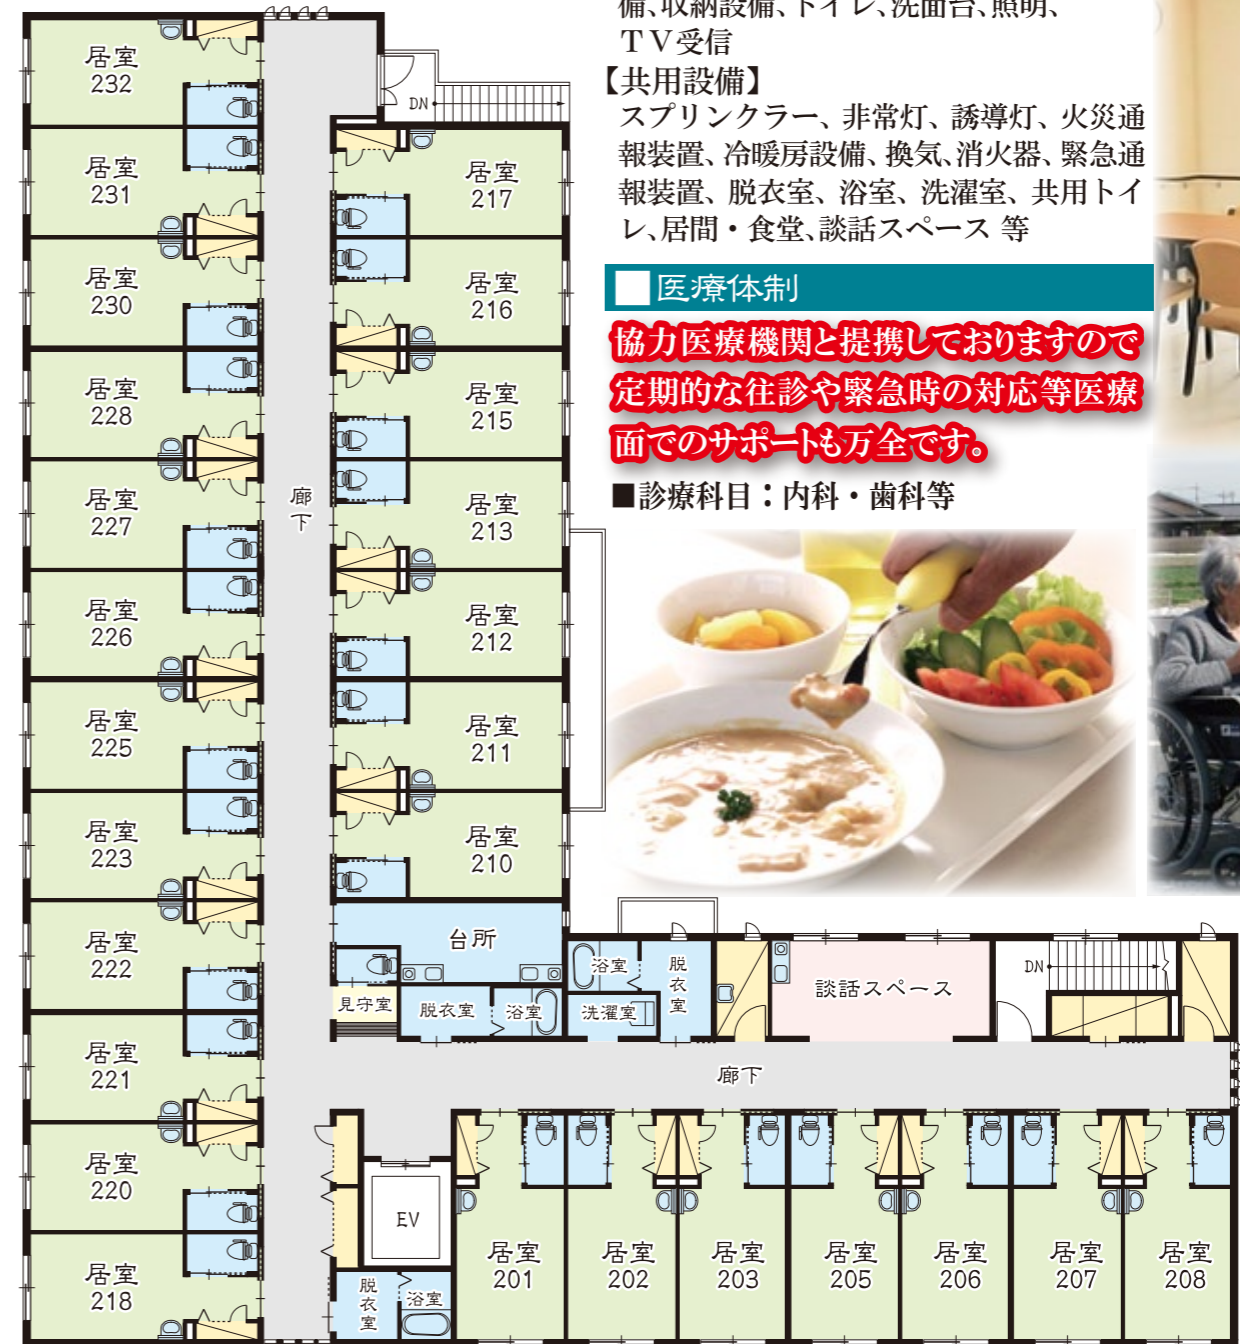 備、収納設備、トイレ、洗面台、照明、
ＴＶ受信
【共用設備】
スプリンクラー、非常灯、誘導灯、火災通
報装置、冷暖房設備、換気、消火器、緊急通
報装置、脱衣室、浴室、洗濯室、共用トイ
レ、居間・食堂、談話スペース 等
■医療体制
協力医療機関と提携しておりますので
定期的な往診や緊急時の対応等医療
面でのサポートも万全です。
■診療科目：内科・歯科等
居室
232
居室
231
居室
230
居室
228
居室
227
居室
226
居室
225
居室
223
居室
222
居室
221
居室
220
居室
218
廊下
DN
居室
217
居室
216
居室
215
居室
213
居室
212
居室
211
居室
210
台所
見守室
脱衣室
浴室
浴室
洗濯室
脱衣室
談話スペース
DN
廊下
EV
脱衣室
浴室
居室
201
居室
202
居室
203
居室
205
居室
206
居室
207
居室
208